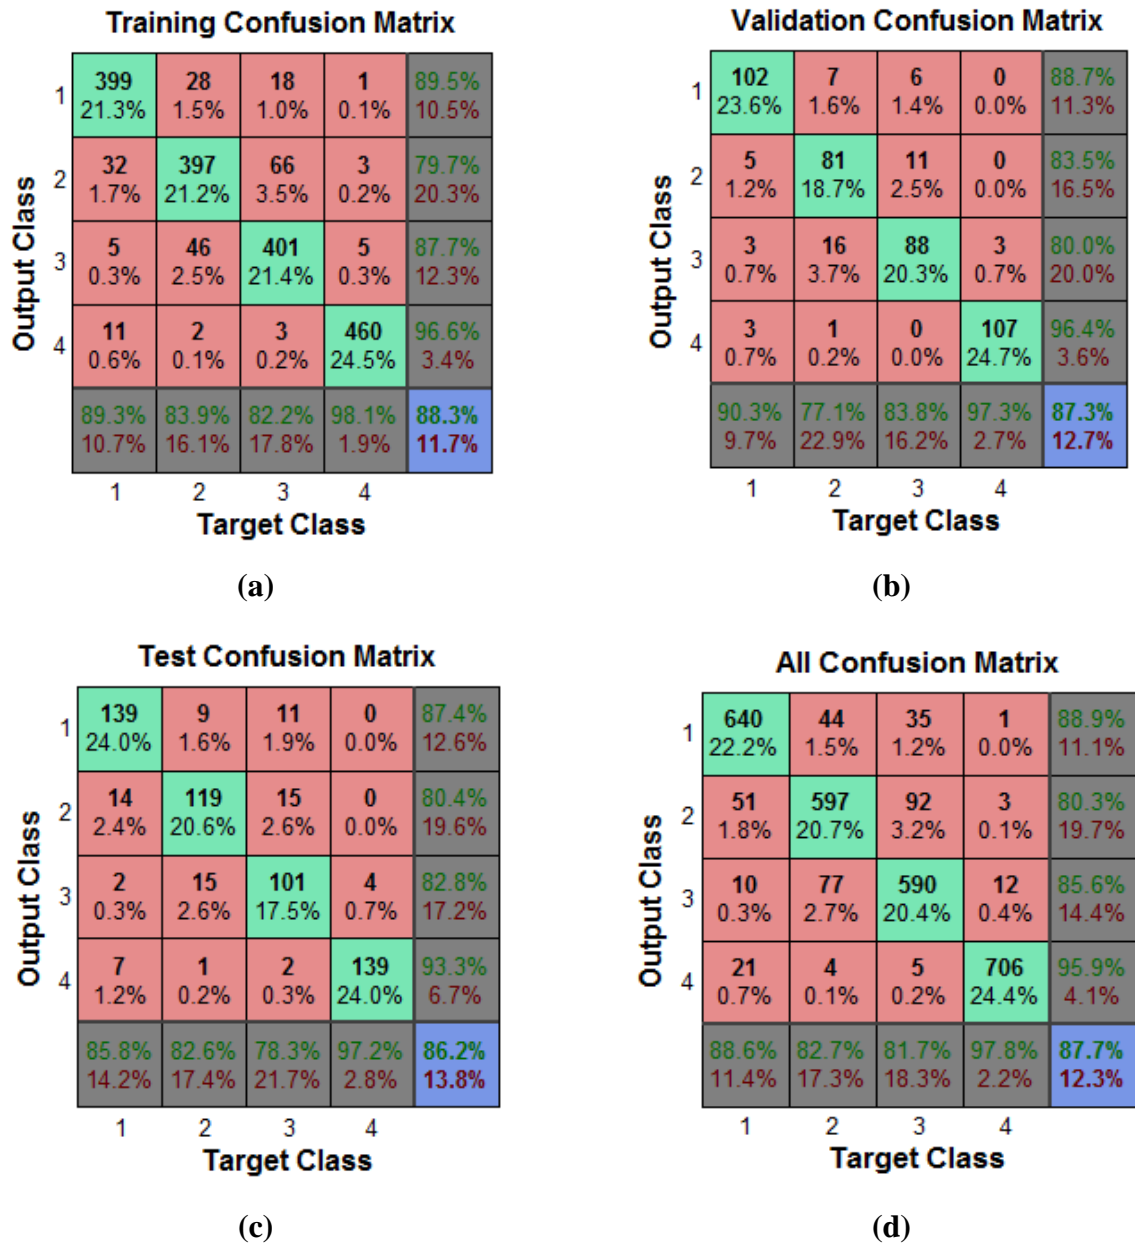 Training Confusion Matrix
399 28 18 1 89.5%
21.3% 1.5% 1.0% 0.1% 10.5%
1
32 397 66 3 79.7%
1.7% 21.2% 3.5% 0.2% 20.3%
2
5 46 401 5 87.7%
0.3% 2.5% 21.4% 0.3% 12.3%
3
11 2 3 460 96.6%
0.6% 0.1% 0.2% 24.5% 3.4%
4
89.3% 83.9% 82.2% 98.1% 88.3%
10.7% 16.1% 17.8% 1.9% 11.7%
1 2 3 4
Target Class
Output Class
(a)
Validation Confusion Matrix
102 7 6 0 88.7%
23.6% 1.6% 1.4% 0.0% 11.3%
1
5 81 11 0 83.5%
1.2% 18.7% 2.5% 0.0% 16.5%
2
3 16 88 3 80.0%
0.7% 3.7% 20.3% 0.7% 20.0%
3
3 1 0 107 96.4%
0.7% 0.2% 0.0% 24.7% 3.6%
4
90.3% 77.1% 83.8% 97.3% 87.3%
9.7% 22.9% 16.2% 2.7% 12.7%
1 2 3 4
Target Class
Output Class
(b)
Test Confusion Matrix
139 9 11 0 87.4%
24.0% 1.6% 1.9% 0.0% 12.6%
1
14 119 15 0 80.4%
2.4% 20.6% 2.6% 0.0% 19.6%
2
2 15 101 4 82.8%
0.3% 2.6% 17.5% 0.7% 17.2%
3
7 1 2 139 93.3%
1.2% 0.2% 0.3% 24.0% 6.7%
4
85.8% 82.6% 78.3% 97.2% 86.2%
14.2% 17.4% 21.7% 2.8% 13.8%
1 2 3 4
Target Class
Output Class
(c)
All Confusion Matrix
640 44 35 1 88.9%
22.2% 1.5% 1.2% 0.0% 11.1%
1
51 597 92 3 80.3%
1.8% 20.7% 3.2% 0.1% 19.7%
2
10 77 590 12 85.6%
0.3% 2.7% 20.4% 0.4% 14.4%
3
21 4 5 706 95.9%
0.7% 0.1% 0.2% 24.4% 4.1%
4
88.6% 82.7% 81.7% 97.8% 87.7%
11.4% 17.3% 18.3% 2.2% 12.3%
1 2 3 4
Target Class
Output Class
(d)